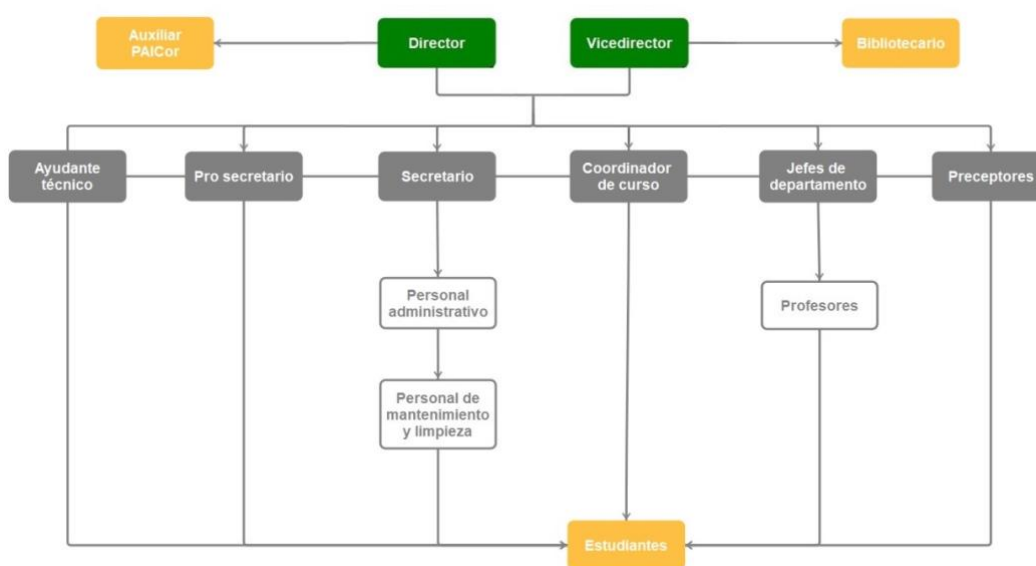 Auxiliar
PAICor
Director
Vicedirector
Bibliotecario
Ayudante
técnico
Pro secretario
Secretario
Coordinador
de curso
Jefes de
departamento
Preceptores
Personal
administrativo
Profesores
Personal de
mantenimiento
y limpieza
Estudiantes